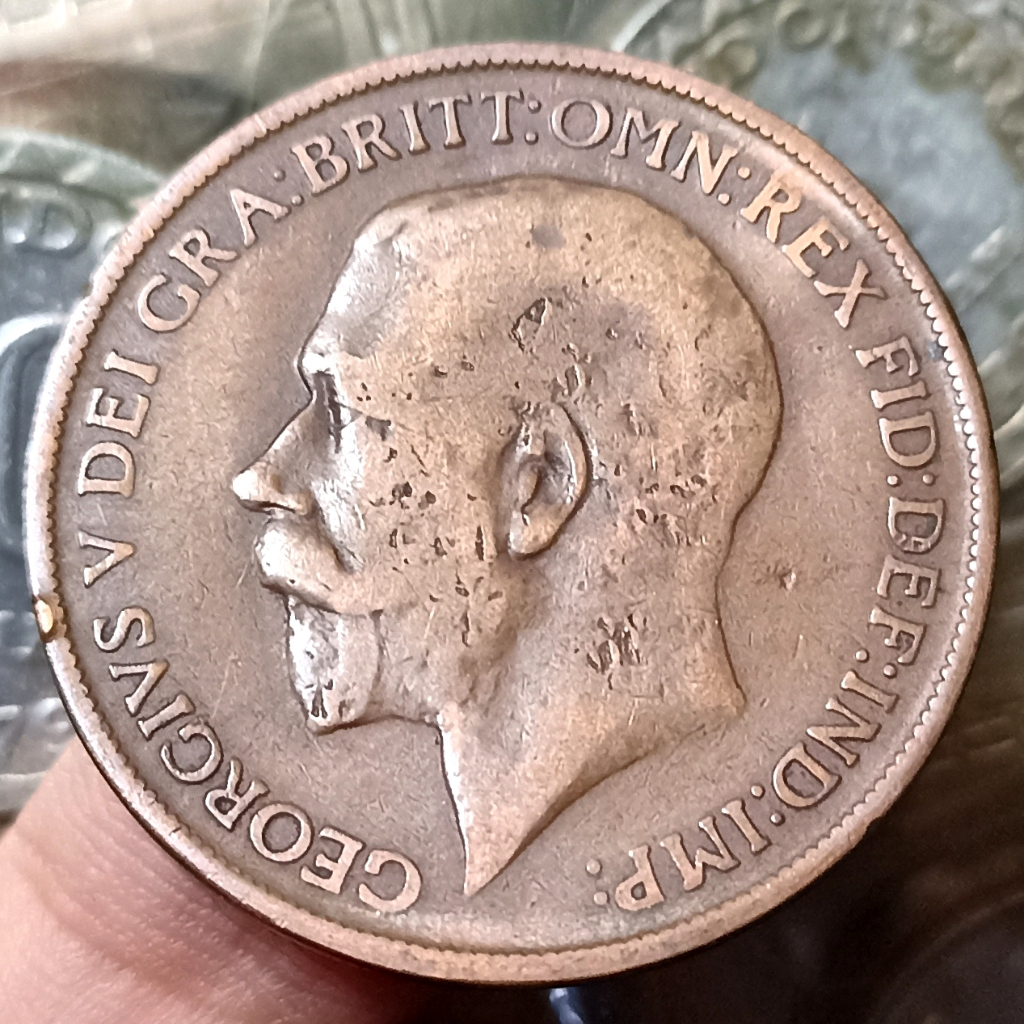 GEORGIVS V DEI GRA: BRITT: OMN: REX FID: DEF: IND: IMP: